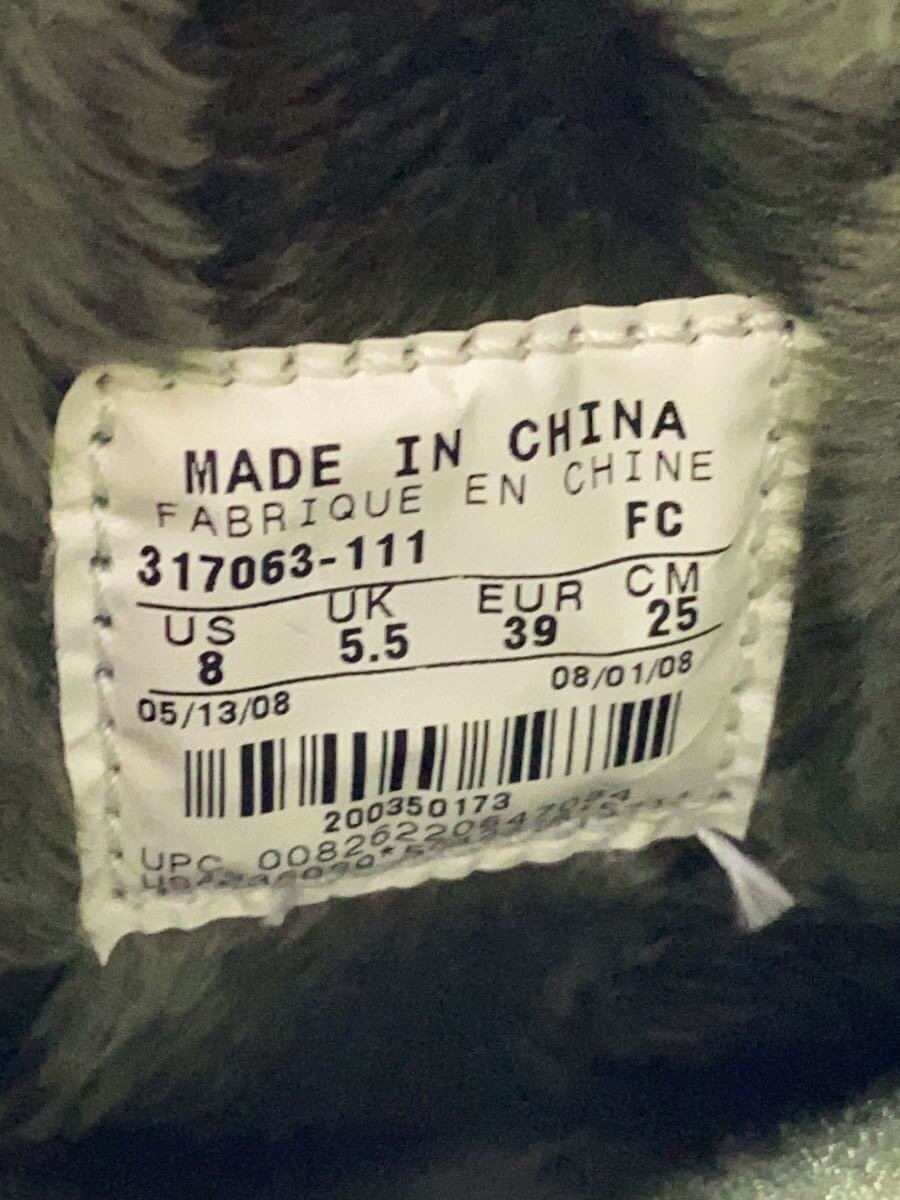 MADE IN CHINA
FABRIQUE EN CHINE
317063-111 FC
US UK EUR CM
8 5.5 39 25
05/13/08 08/01/08
200350173
UPC